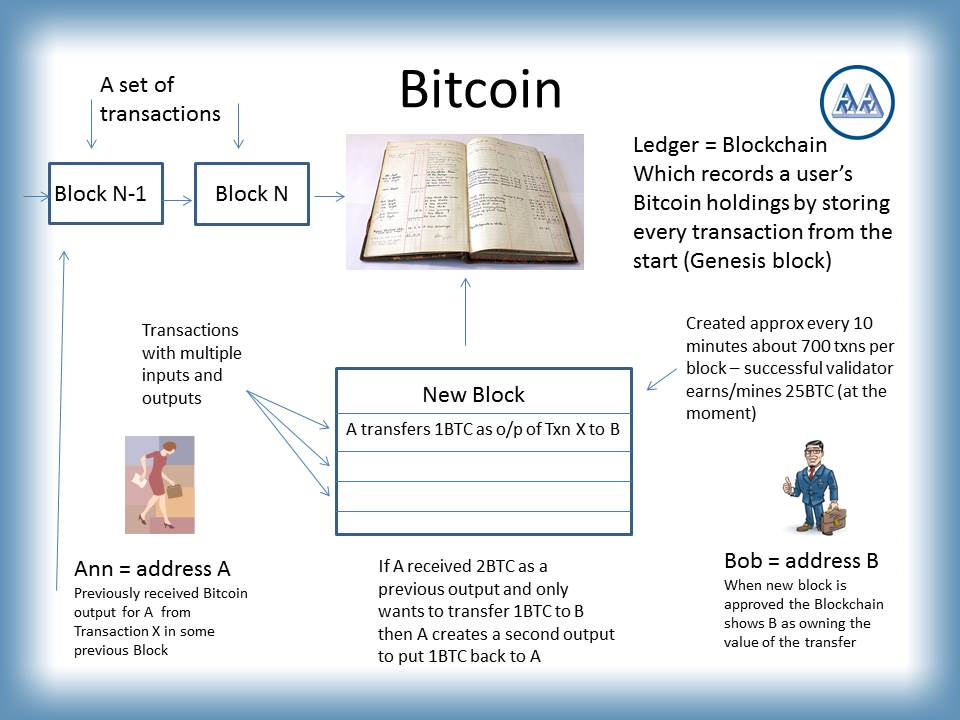 Bitcoin
A set of
transactions
Block N-1
Block N
Ledger = Blockchain
Which records a user's
Bitcoin holdings by storing
every transaction from the
start (Genesis block)
Transactions
with multiple
inputs and
outputs
Created approx every 10
minutes about 700 txns per
block – successful validator
earns/mines 25BTC (at the
moment)
New Block
A transfers 1BTC as o/p of Txn X to B
Ann = address A
Previously received Bitcoin
output for A from
Transaction X in some
previous Block
If A received 2BTC as a
previous output and only
wants to transfer 1BTC to B
then A creates a second output
to put 1BTC back to A
Bob = address B
When new block is
approved the Blockchain
shows B as owning the
value of the transfer